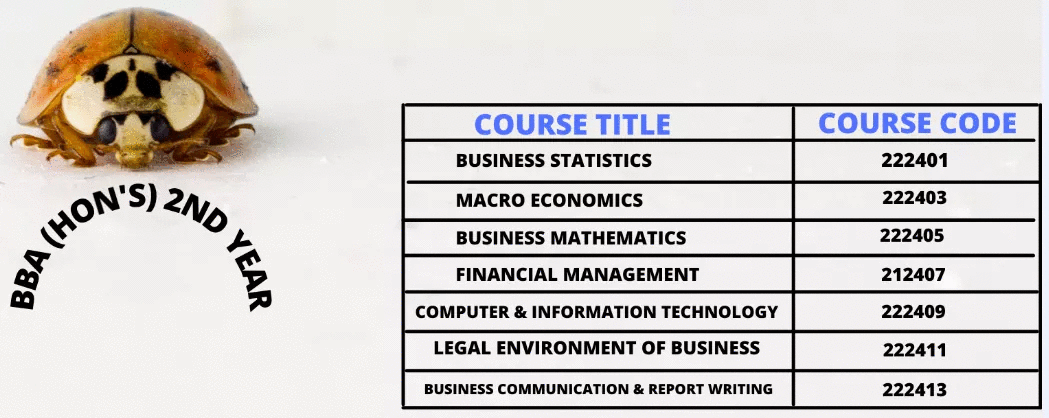 BBA (HON'S) 2ND YEAR
COURSE TITLE COURSE CODE
BUSINESS STATISTICS 222401
MACRO ECONOMICS 222403
BUSINESS MATHEMATICS 222405
FINANCIAL MANAGEMENT 212407
COMPUTER & INFORMATION TECHNOLOGY 222409
LEGAL ENVIRONMENT OF BUSINESS 222411
BUSINESS COMMUNICATION & REPORT WRITING 222413